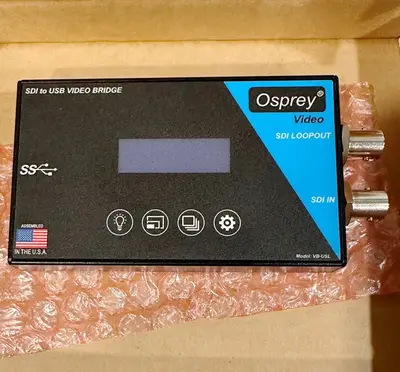 SDI to USB VIDEO BRIDGE
Osprey®
Video
SDI LOOPOUT
SS
SDI IN
ASSEMBLED
IN THE U.S.A
Model: VB-USL